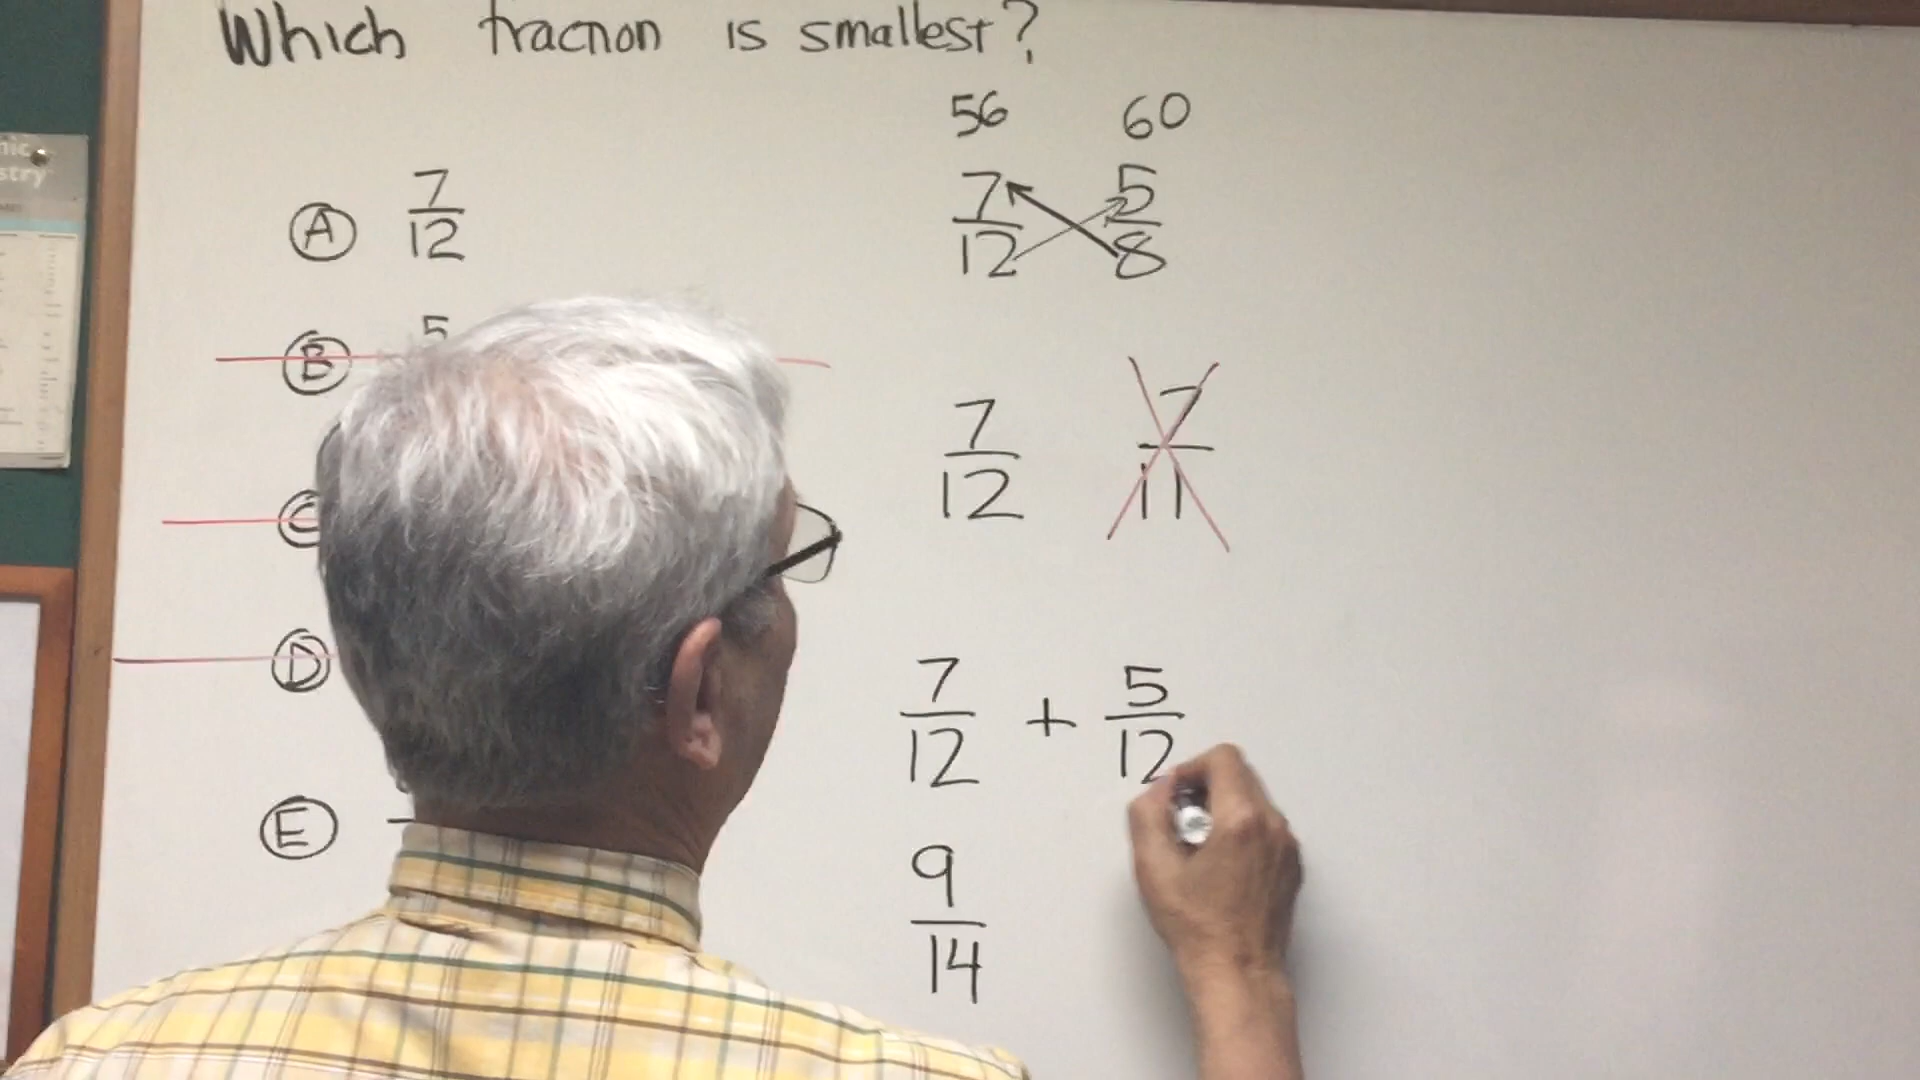 Which fraction is smallest?
56 60
A 7/12
7/12 5/8
B 5
7/12 7/11
C
D
7/12 + 5/12
E
9/14